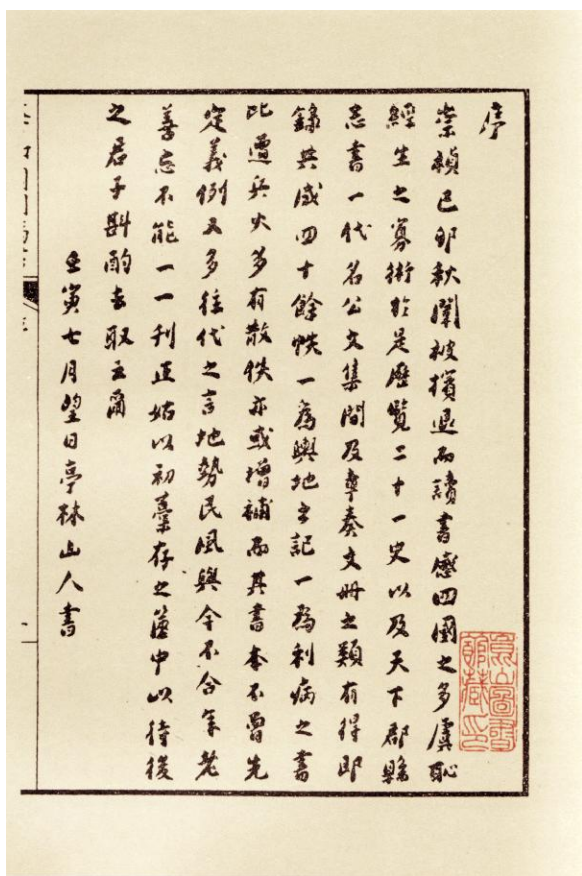 序
崇禎己卯秋闈被擯退而讀書感四國之多虞恥
經生之寡術於是歷覽二十一史以及天下郡縣
志書一代名公文集間及章奏文冊之類有得即
錄共成四十餘帙一為輿地之記一為利病之書
比遭兵火多有散佚亦或增補而其書本不曾先
定義例又多往代之言地勢民風與今不合年老
善忘不能一一刊正姑以初藁存之篋中以待後
之君子斟酌去取云爾
壬寅七月望日亭林山人書